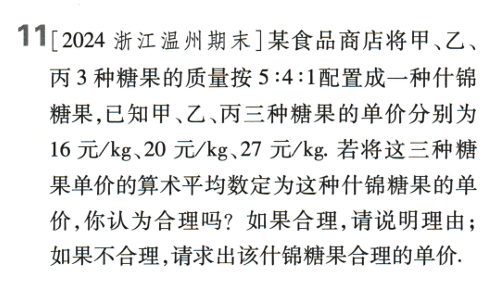 11[2024 浙江温州期末]某食品商店将甲、乙、
丙3种糖果的质量按5∶4∶1配置成一种什锦
糖果,已知甲、乙、丙三种糖果的单价分别为
16 元/kg、20 元/kg、27 元/kg. 若将这三种糖
果单价的算术平均数定为这种什锦糖果的单
价,你认为合理吗? 如果合理,请说明理由;
如果不合理,请求出该什锦糖果合理的单价.